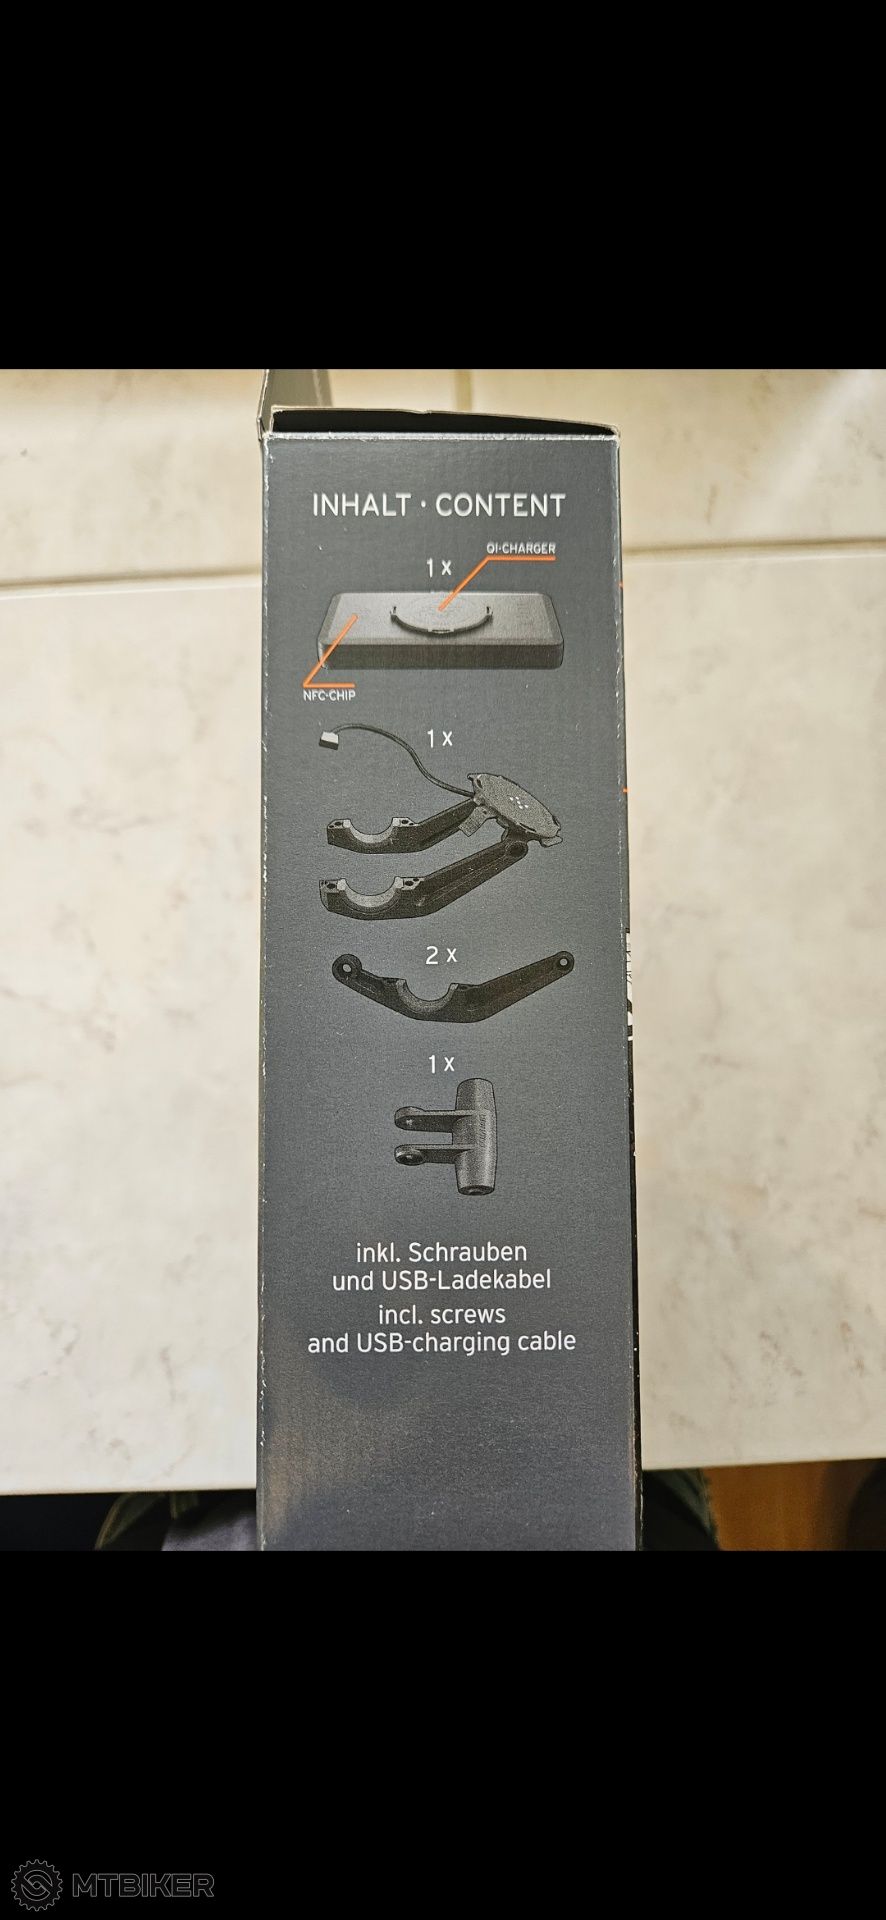 INHALT · CONTENT
QI-CHARGER
1 x
NFC-CHIP
1 x
2 x
1 x
inkl. Schrauben
und USB-Ladekabel
incl. screws
and USB-charging cable
MTBIKER